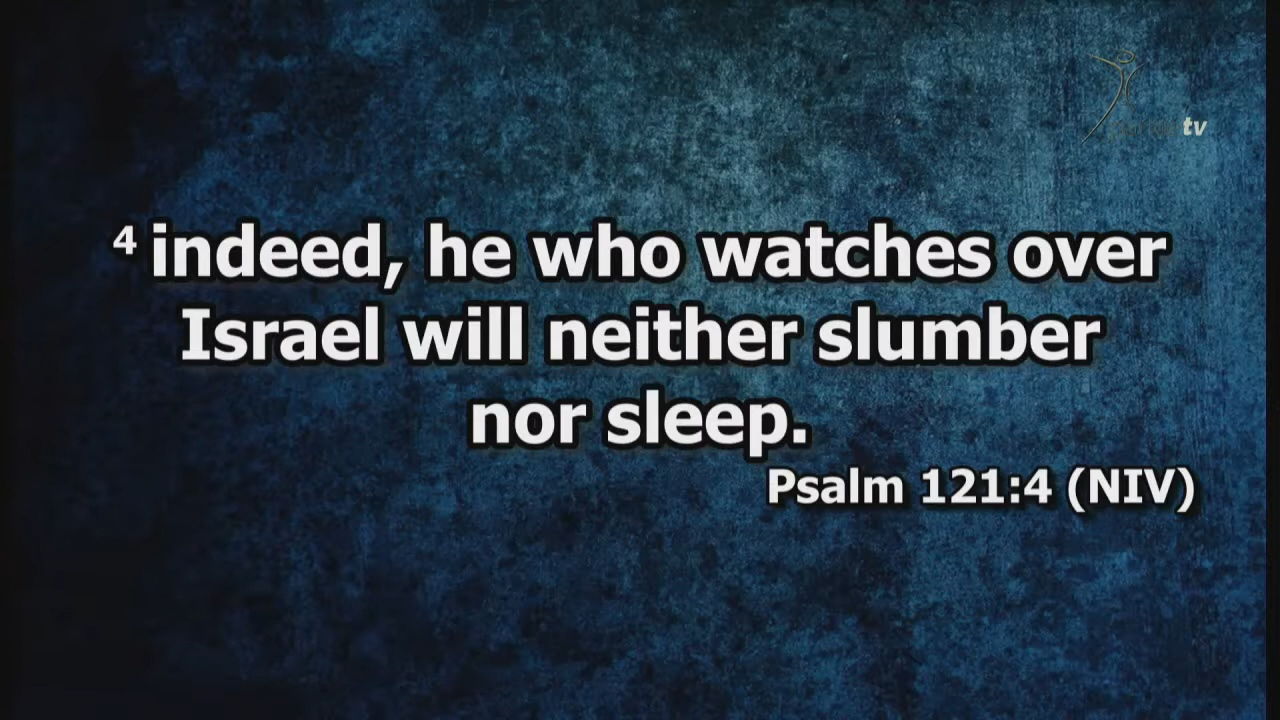 tv
4 indeed, he who watches over
Israel will neither slumber
nor sleep.
Psalm 121:4 (NIV)